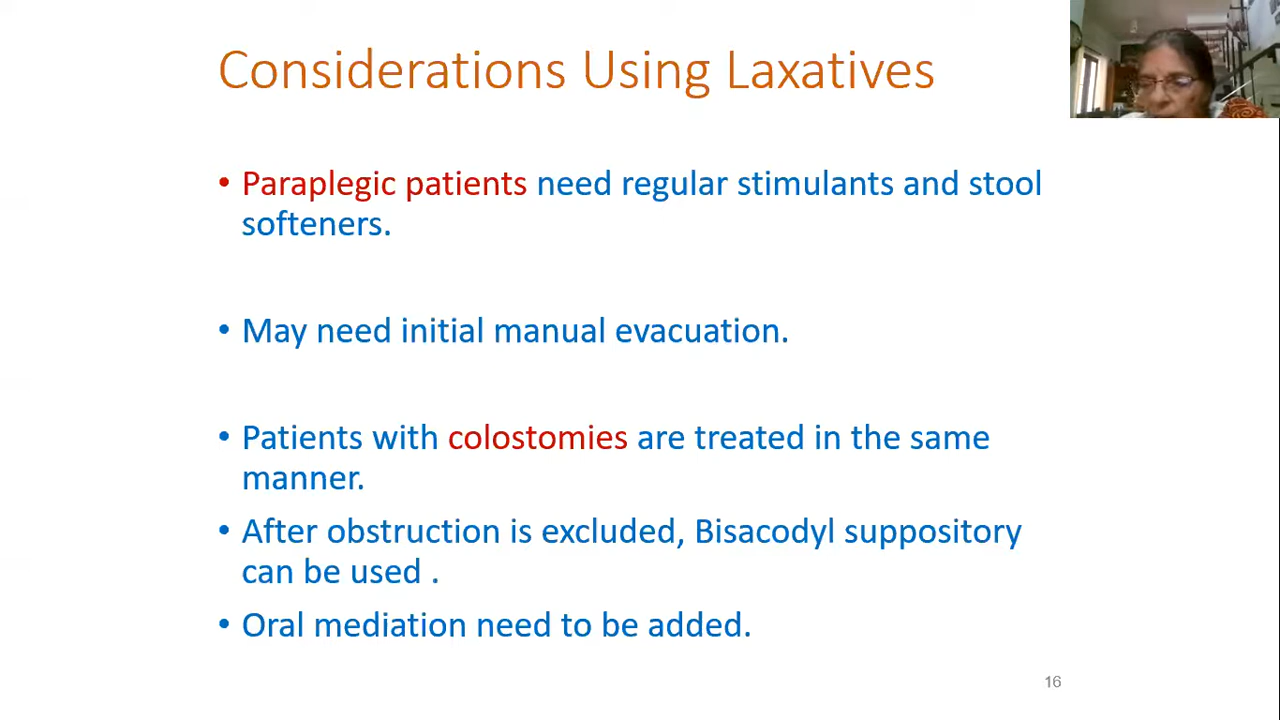 Considerations Using Laxatives
• Paraplegic patients need regular stimulants and stool
softeners.
• May need initial manual evacuation.
• Patients with colostomies are treated in the same
manner.
• After obstruction is excluded, Bisacodyl suppository
can be used .
• Oral mediation need to be added.
16